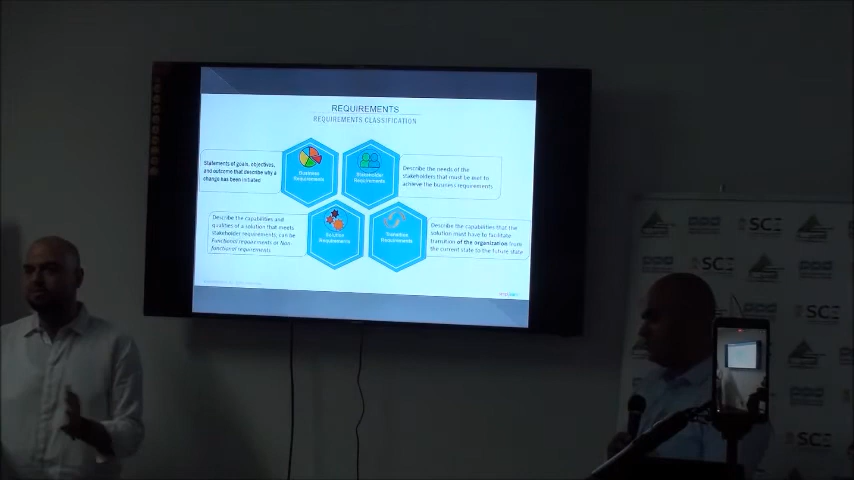 REQUIREMENTS
REQUIREMENTS CLASSIFICATION
Statements of goals, objectives,
and outcome that describe why a
change has been initiated
Business
Requirements
Stakeholder
Requirements
Describe the needs of the
stakeholders that must be met to
achieve the business requirements
Describe the capabilities and
qualities of a solution that meets
stakeholder requirements, can be
Functional requirements or Non-
functional requirements
Solution
Requirements
Transition
Requirements
Describe the capabilities that the
solution must have to facilitate
transition of the organization from
the current state to the future state
SCE
SCE
SCE
SCE